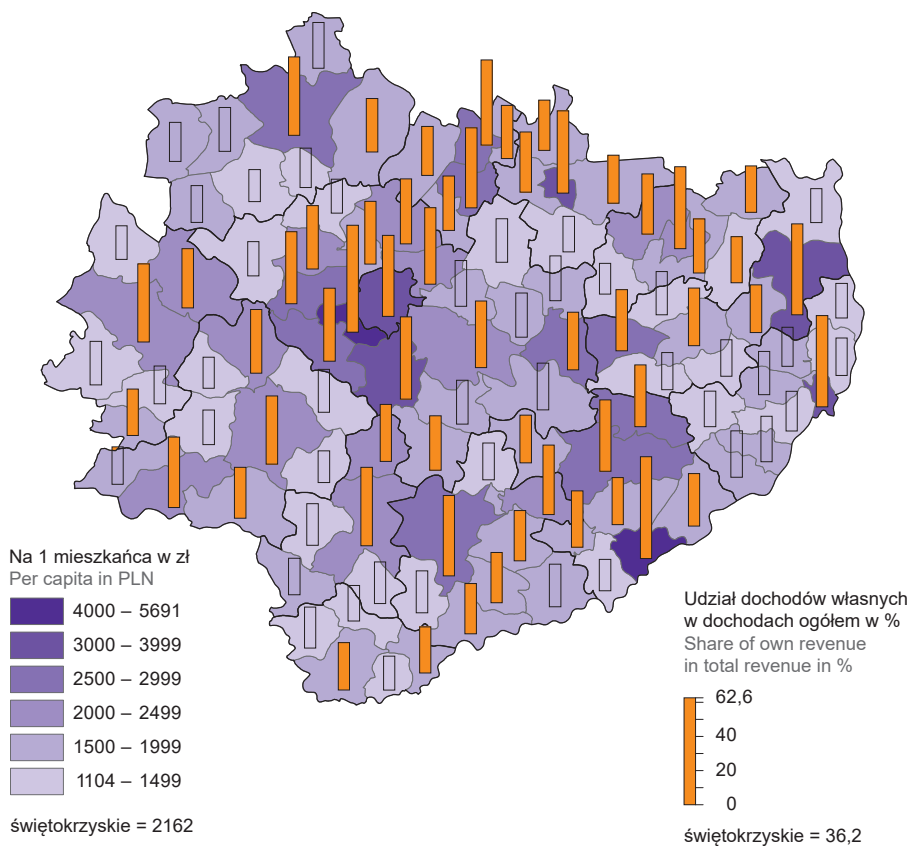 Na 1 mieszkańca w zł
Per capita in PLN
4000 – 5691
3000 – 3999
2500 – 2999
2000 – 2499
1500 – 1999
1104 – 1499
świętokrzyskie = 2162
Udział dochodów własnych
w dochodach ogółem w %
Share of own revenue
in total revenue in %
62,6
40
20
0
świętokrzyskie = 36,2